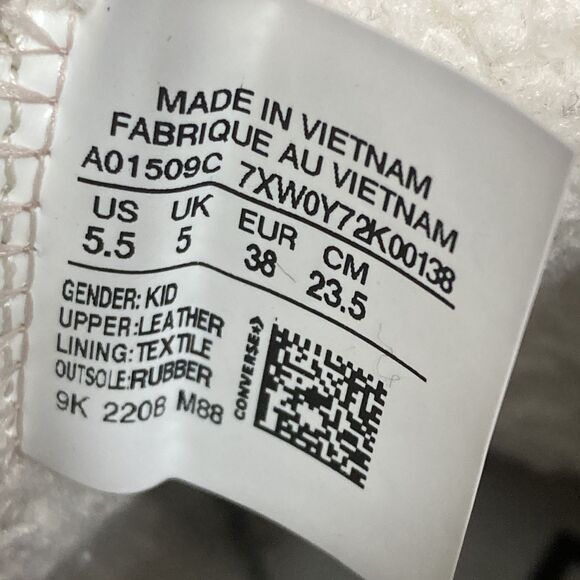 MADE IN VIETNAM
FABRIQUE AU VIETNAM
A01509C 7XW0Y72K00138
US UK EUR CM
5.5 5 38 23.5
GENDER: KID
UPPER:LEATHER
LINING:TEXTILE
OUTSOLE:RUBBER
9K 2208 M88
CONVERSE